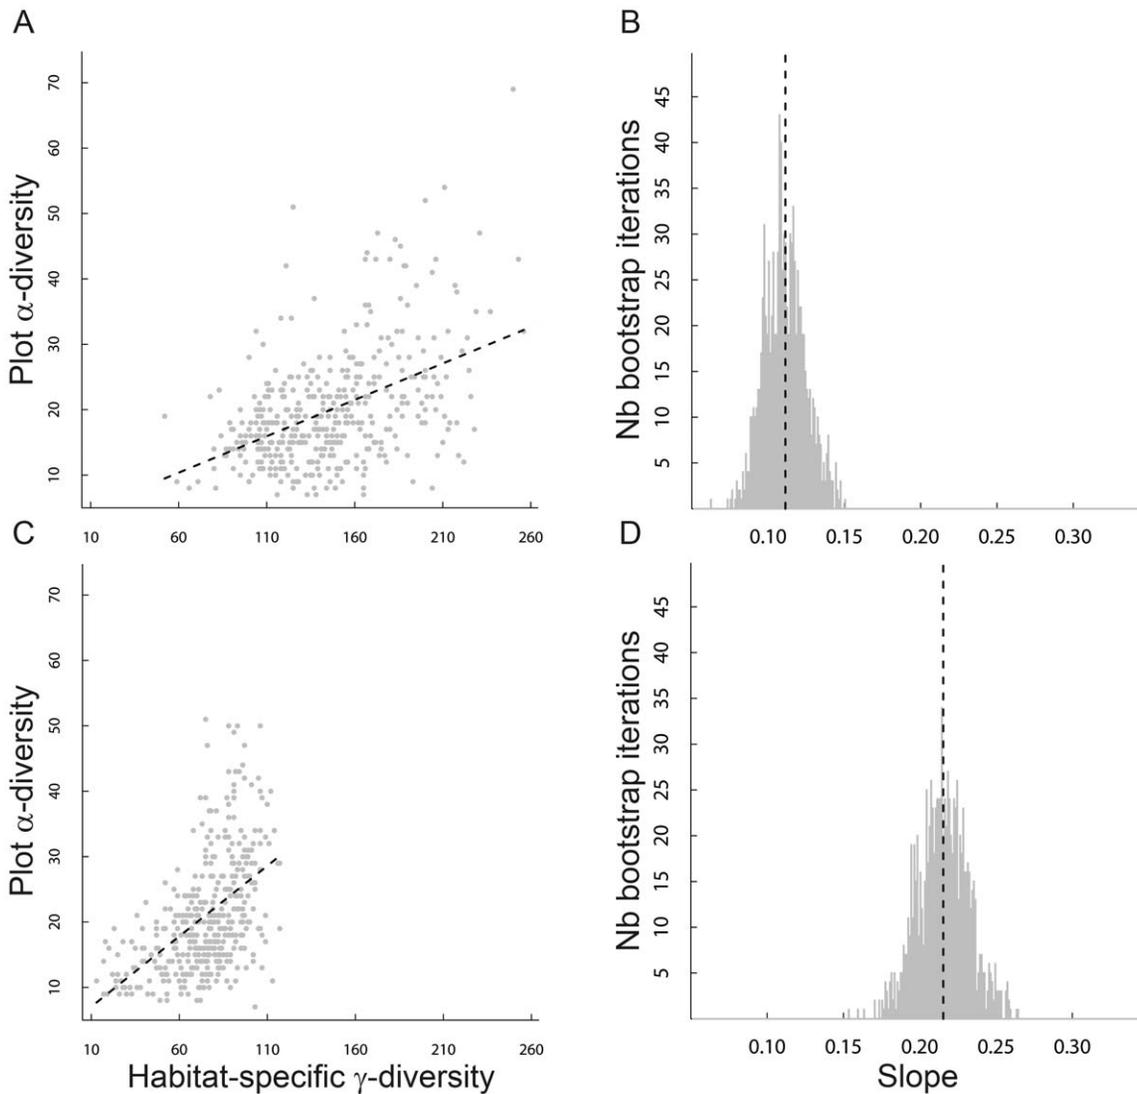 A
Plot α-diversity
70
60
50
40
30
20
10
10 60 110 160 210 260
B
Nb bootstrap iterations
45
40
35
30
25
20
15
10
5
0.10 0.15 0.20 0.25 0.30
C
Plot α-diversity
70
60
50
40
30
20
10
10 60 110 160 210 260
Habitat-specific γ-diversity
D
Nb bootstrap iterations
45
40
35
30
25
20
15
10
5
0.10 0.15 0.20 0.25 0.30
Slope